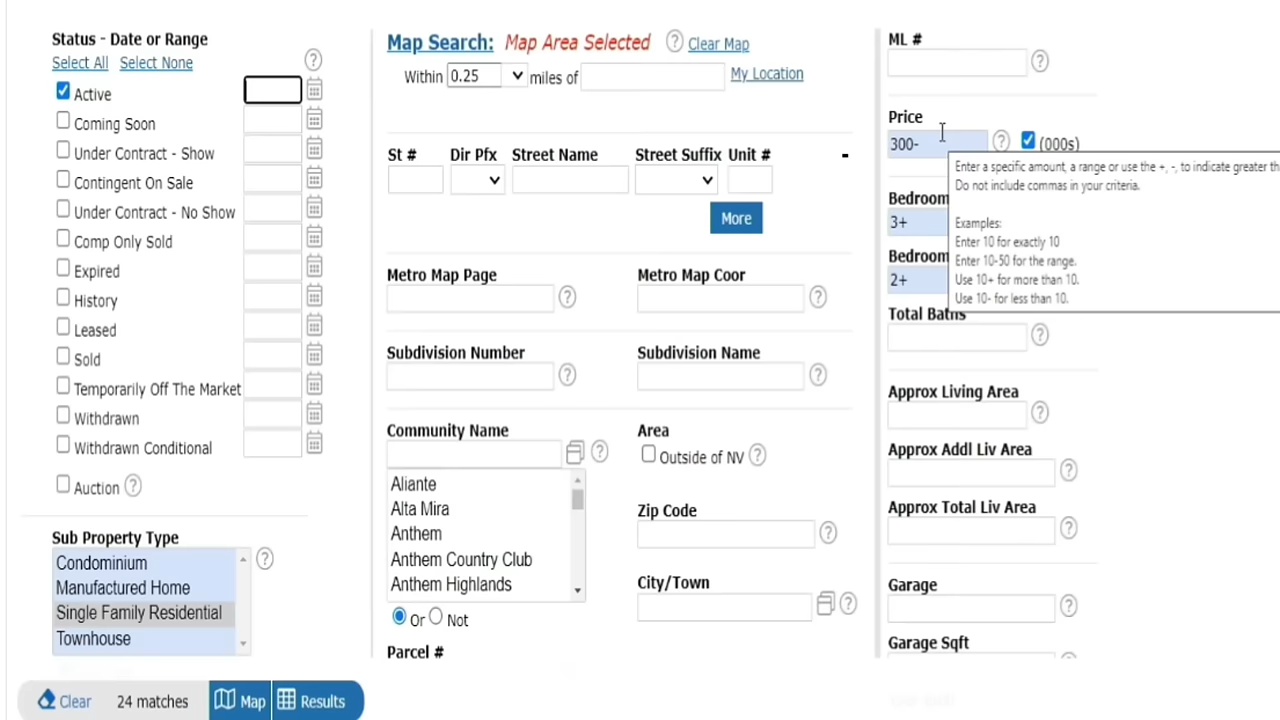 Status - Date or Range
Select All Select None
Active
Coming Soon
Under Contract - Show
Contingent On Sale
Under Contract - No Show
Comp Only Sold
Expired
History
Leased
Sold
Temporarily Off The Market
Withdrawn
Withdrawn Conditional
Auction
Sub Property Type
Condominium
Manufactured Home
Single Family Residential
Townhouse
Map Search: Map Area Selected Clear Map
Within 0.25 miles of My Location
St # Dir Pfx Street Name Street Suffix Unit #
More
Metro Map Page Metro Map Coor
Subdivision Number Subdivision Name
Community Name
Aliante
Alta Mira
Anthem
Anthem Country Club
Anthem Highlands
Or Not
Parcel #
Area
Outside of NV
Zip Code
City/Town
ML #
Price
300- (000s)
Enter a specific amount, a range or use the +, -, to indicate greater
Do not include commas in your criteria.
Examples:
Enter 10 for exactly 10
Enter 10-50 for the range.
Use 10+ for more than 10.
Use 10- for less than 10.
3+
2+
Total Baths
Approx Living Area
Approx Addl Liv Area
Approx Total Liv Area
Garage
Garage Sqft
Clear 24 matches Map Results